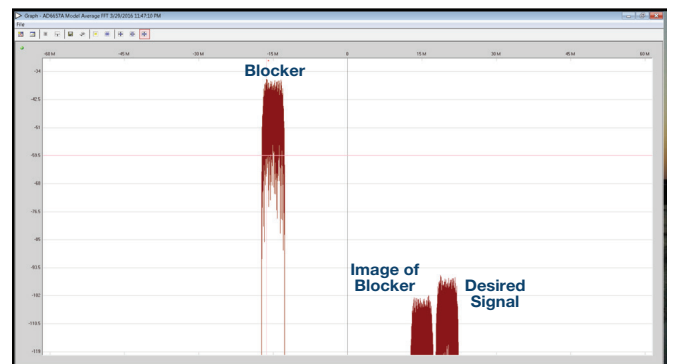 Graph - AD6657A Model Average FFT 3/29/2016 11:47:10 PM
File
-60 M -45 M -30 M -15 M 0 15 M 30 M 45 M 60 M
-34
Blocker
-42.5
-51
-59.5
-68
-76.5
-85
-93.5
Image of
Blocker
Desired
Signal
-102
-110.5
-119